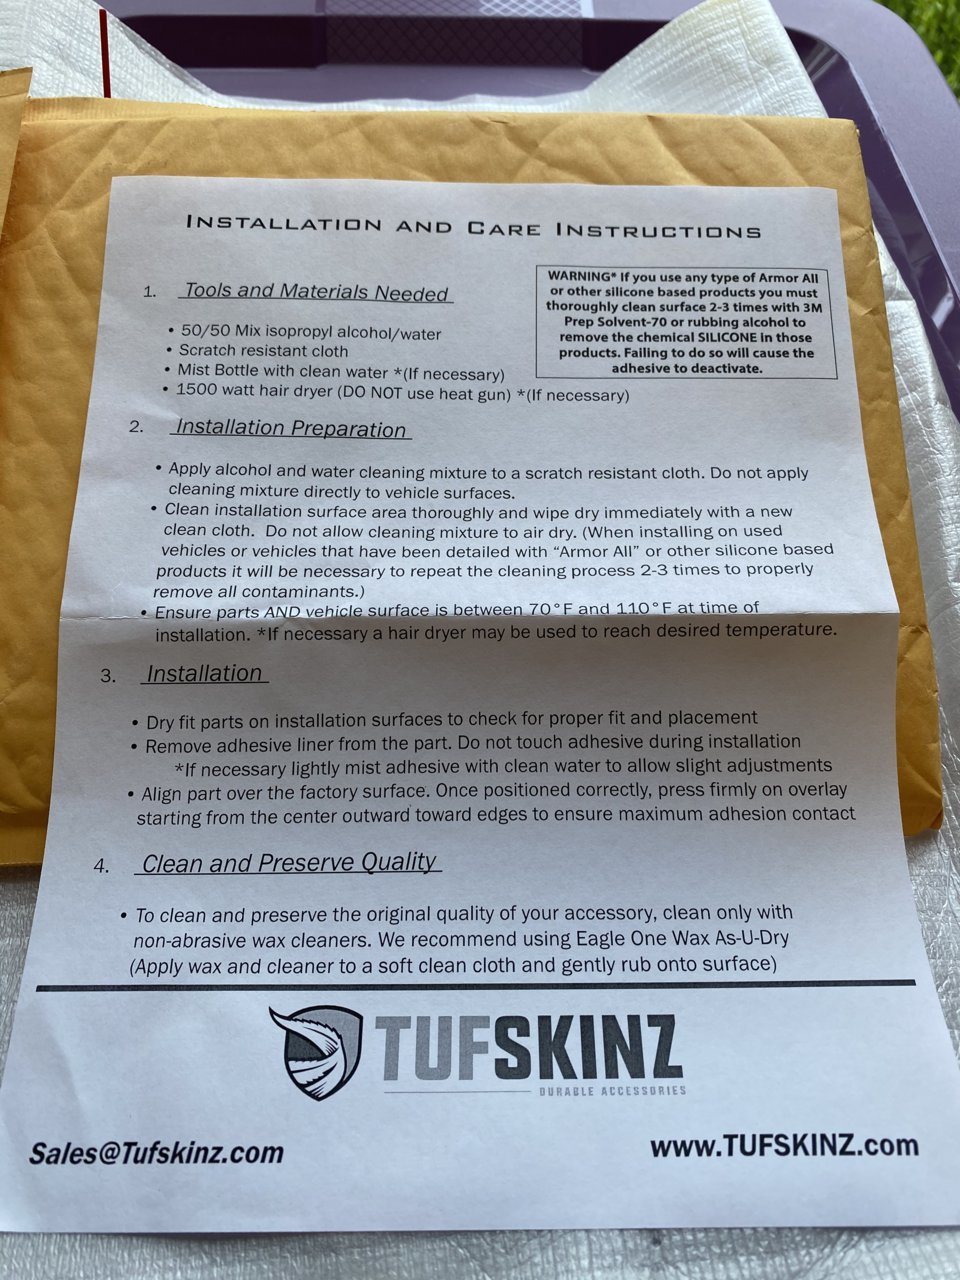 INSTALLATION AND CARE INSTRUCTIONS
WARNING* If you use any type of Armor All
or other silicone based products you must
thoroughly clean surface 2-3 times with 3M
Prep Solvent-70 or rubbing alcohol to
remove the chemical SILICONE in those
products. Failing to do so will cause the
adhesive to deactivate.
1. Tools and Materials Needed
• 50/50 Mix isopropyl alcohol/water
• Scratch resistant cloth
• Mist Bottle with clean water *(If necessary)
• 1500 watt hair dryer (DO NOT use heat gun) *(If necessary)
2. Installation Preparation
• Apply alcohol and water cleaning mixture to a scratch resistant cloth. Do not apply
cleaning mixture directly to vehicle surfaces.
• Clean installation surface area thoroughly and wipe dry immediately with a new
clean cloth. Do not allow cleaning mixture to air dry. (When installing on used
vehicles or vehicles that have been detailed with “Armor All” or other silicone based
products it will be necessary to repeat the cleaning process 2-3 times to properly
remove all contaminants.)
• Ensure parts AND vehicle surface is between 70°F and 110°F at time of
installation. *If necessary a hair dryer may be used to reach desired temperature.
3. Installation
• Dry fit parts on installation surfaces to check for proper fit and placement
• Remove adhesive liner from the part. Do not touch adhesive during installation
*If necessary lightly mist adhesive with clean water to allow slight adjustments
• Align part over the factory surface. Once positioned correctly, press firmly on overlay
starting from the center outward toward edges to ensure maximum adhesion contact
4. Clean and Preserve Quality
• To clean and preserve the original quality of your accessory, clean only with
non-abrasive wax cleaners. We recommend using Eagle One Wax As-U-Dry
(Apply wax and cleaner to a soft clean cloth and gently rub onto surface)
TUFSKINZ
DURABLE ACCESSORIES
Sales@Tufskinz.com
www.TUFSKINZ.com